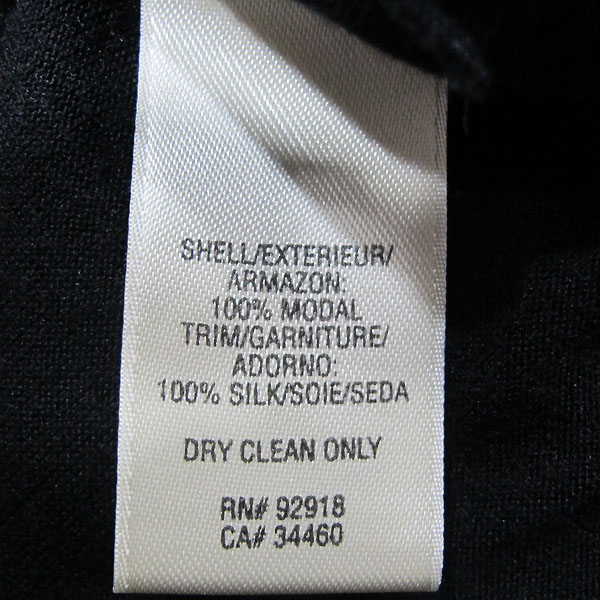 SHELL/EXTERIEUR/
ARMAZON:
100% MODAL
TRIM/GARNITURE/
ADORNO:
100% SILK/SOIE/SEDA
DRY CLEAN ONLY
RN# 92918
CA# 34460